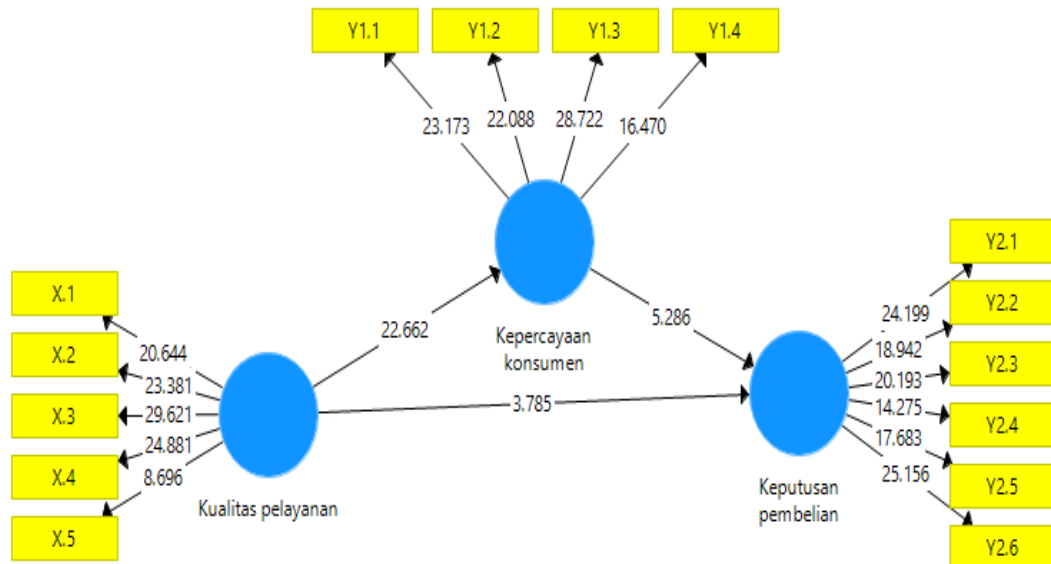 Y1.1
Y1.2
Y1.3
Y1.4
23.173
22.088
28.722
16.470
X.1
X.2
X.3
X.4
X.5
20.644
23.381
29.621
24.881
8.696
Kualitas pelayanan
22.662
Kepercayaan
konsumen
5.286
3.785
Keputusan
pembelian
24.199
18.942
20.193
14.275
17.683
25.156
Y2.1
Y2.2
Y2.3
Y2.4
Y2.5
Y2.6